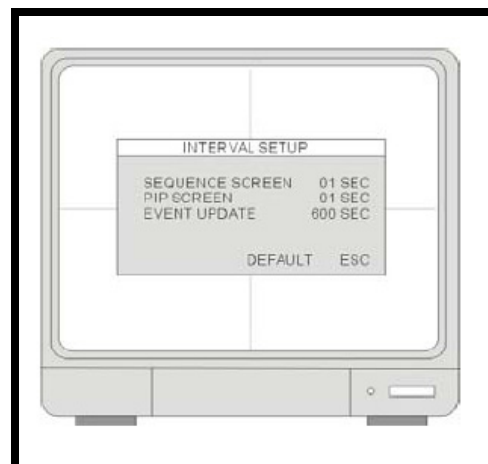 INTERVAL SETUP
SEQUENCE SCREEN 01 SEC
PIP SCREEN 01 SEC
EVENT UPDATE 600 SEC
DEFAULT ESC